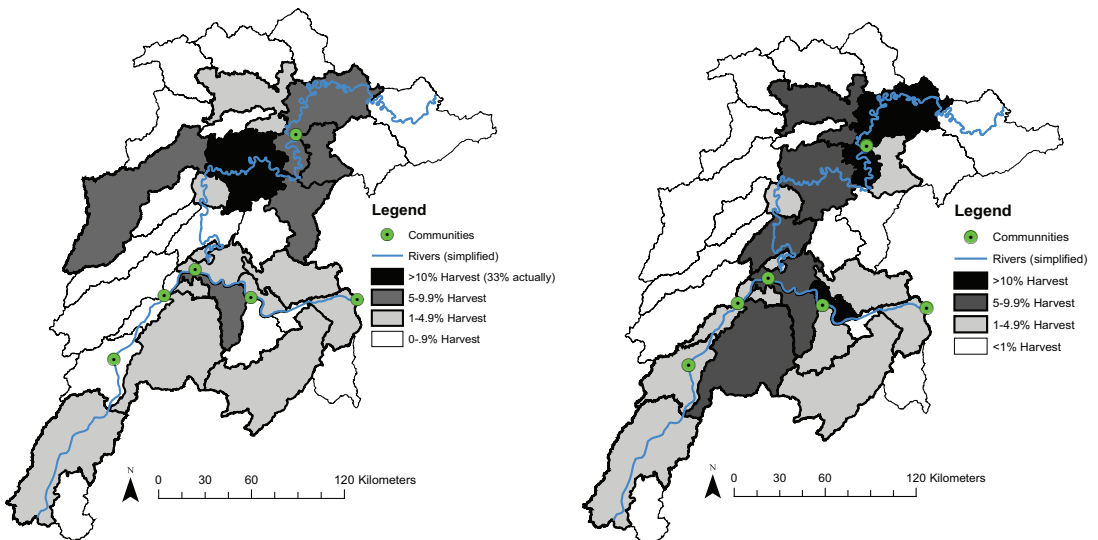 Legend
Communities
Rivers (simplified)
>10% Harvest (33% actually)
5-9.9% Harvest
1-4.9% Harvest
0-.9% Harvest
N
0 30 60 120 Kilometers
Legend
Communnities
Rivers (simplified)
>10% Harvest
5-9.9% Harvest
1-4.9% Harvest
<1% Harvest
N
0 30 60 120 Kilometers